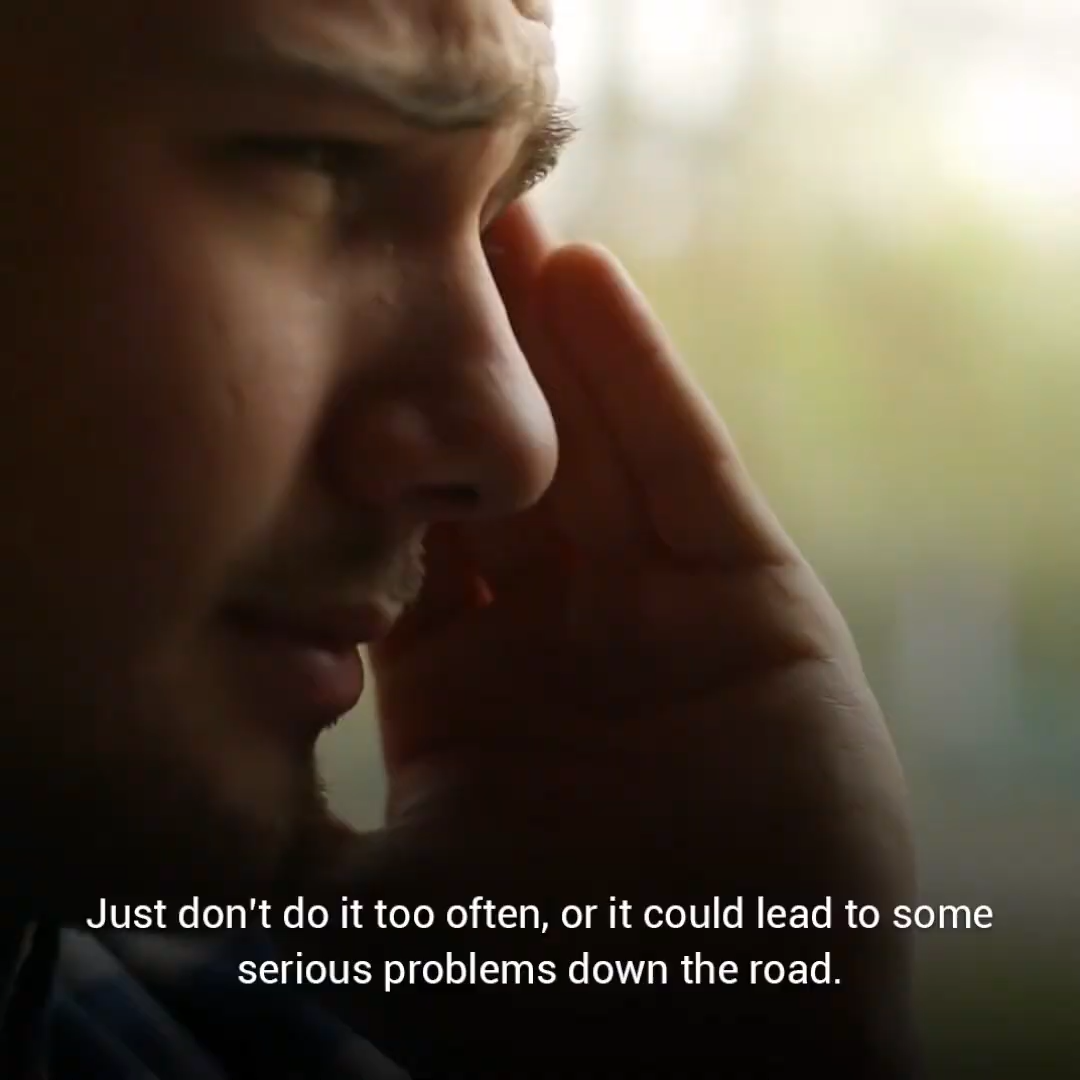 Just don't do it too often, or it could lead to some
serious problems down the road.